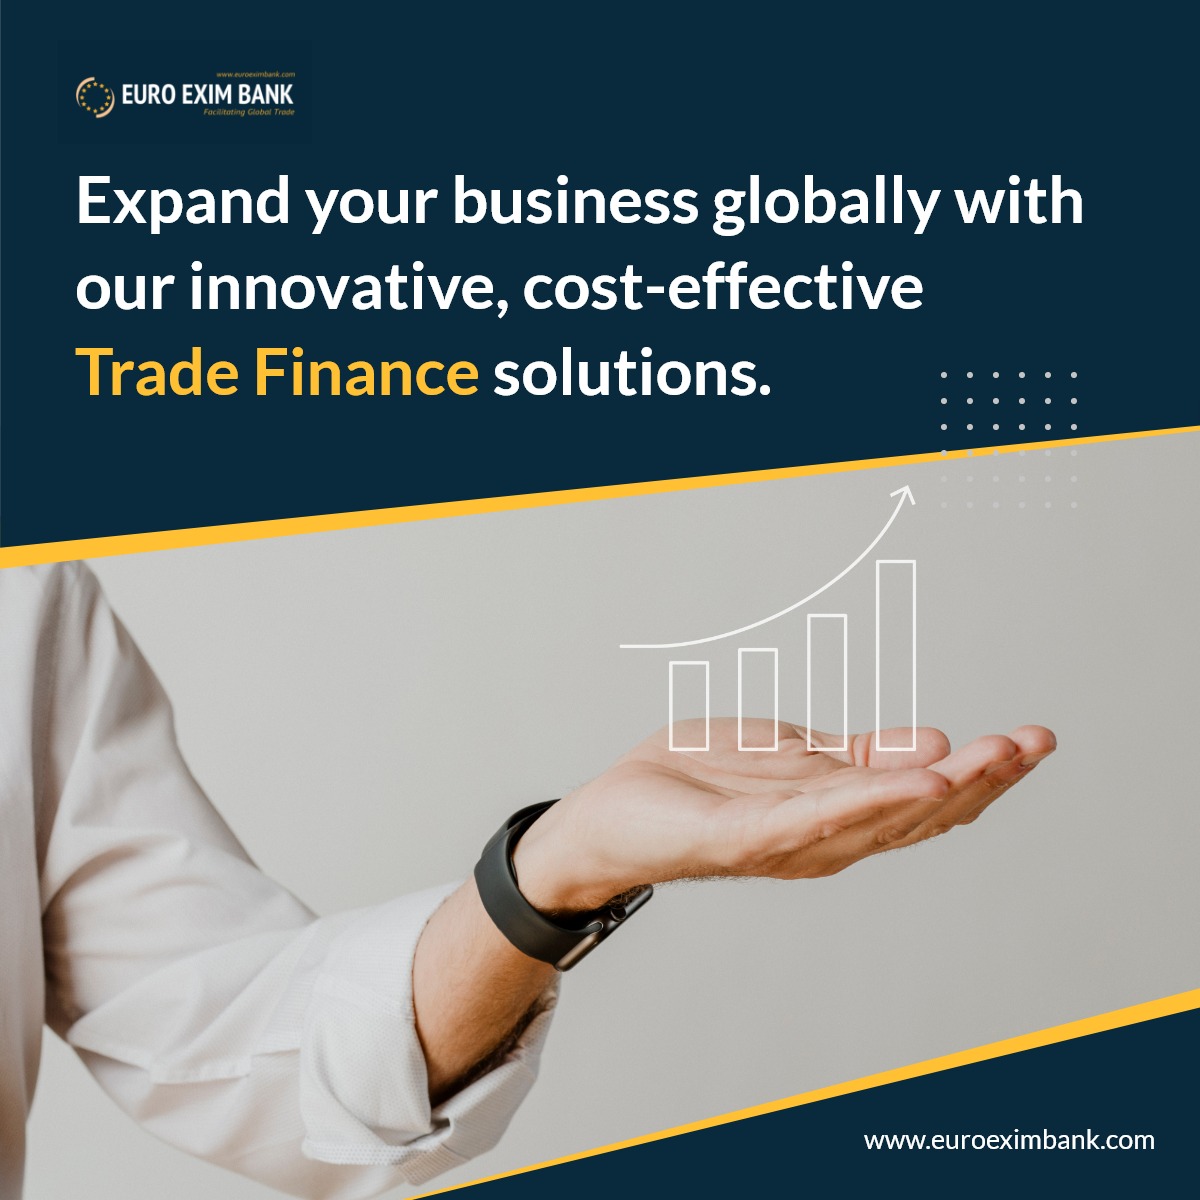 www.euroeximbank.com
EURO EXIM BANK
Facilitating Global Trade
Expand your business globally with
our innovative, cost-effective
Trade Finance solutions.
www.euroeximbank.com